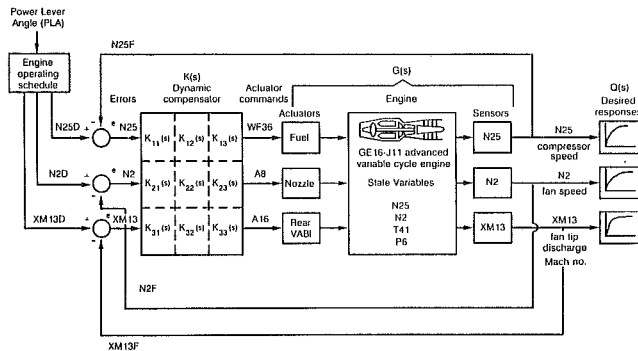 Power Lever
Angle (PLA)
Engine
operating
schedule
N25F
N25D
N2D
XM13D
Errors
e
N25
e
N2
e
XM13
K(s)
Dynamic
compensator
K11(s) K12(s) K13(s)
K21(s) K22(s) K23(s)
K31(s) K32(s) K33(s)
Actuator
commands
WF36
A8
A16
G(s)
Actuators
Engine
Sensors
Fuel
Nozzle
Rear
VABI
GE16-J11 advanced
variable cycle engine
State Variables
N25
N2
T41
P6
N25
N2
XM13
Q(s)
Desired
responses
N25
compressor
speed
N2
fan speed
XM13
fan tip
discharge
Mach no.
N2F
XM13F